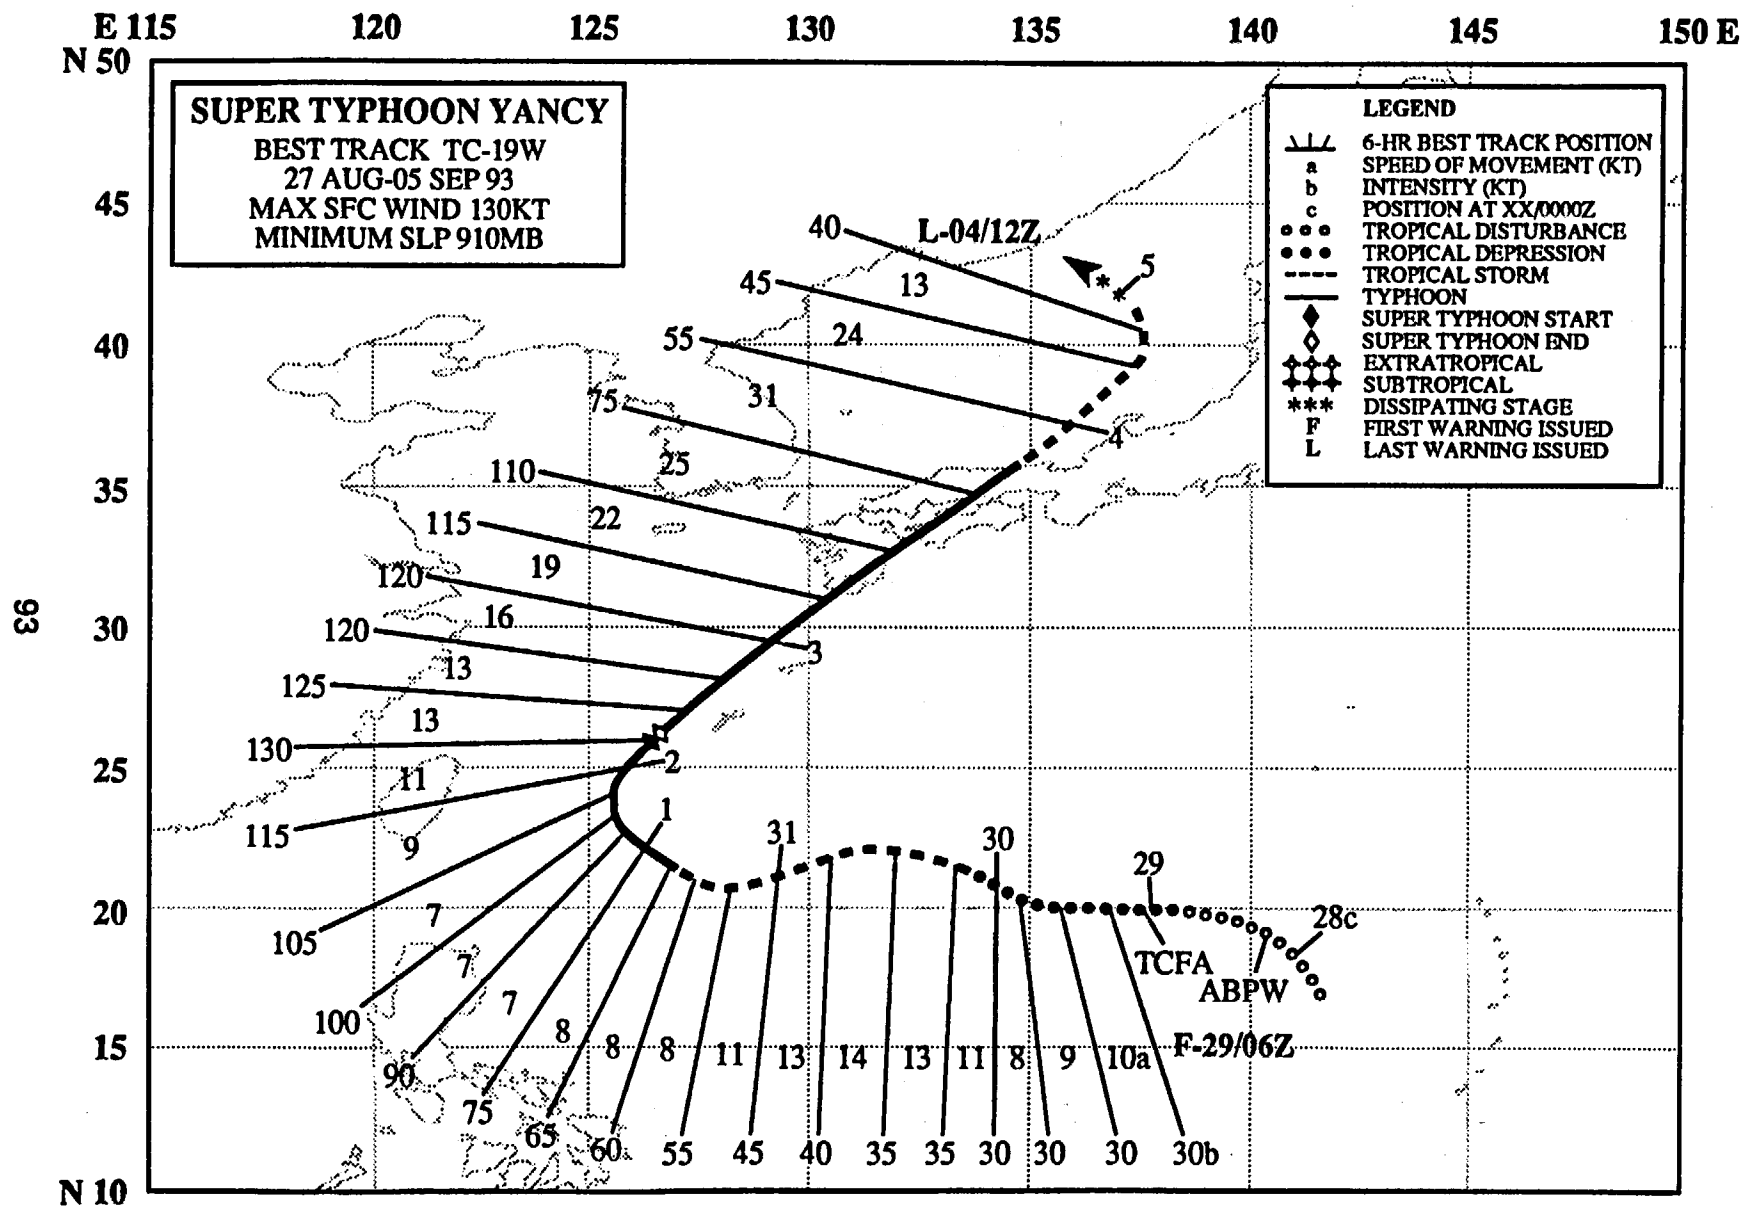 E 115 120 125 130 135 140 145 150 E
N 50
SUPER TYPHOON YANCY
BEST TRACK TC-19W
27 AUG-05 SEP 93
MAX SFC WIND 130KT
MINIMUM SLP 910MB
LEGEND
6-HR BEST TRACK POSITION
a SPEED OF MOVEMENT (KT)
b INTENSITY (KT)
c POSITION AT XX/0000Z
TROPICAL DISTURBANCE
TROPICAL DEPRESSION
TROPICAL STORM
TYPHOON
SUPER TYPHOON START
SUPER TYPHOON END
EXTRATROPICAL
SUBTROPICAL
*** DISSIPATING STAGE
F FIRST WARNING ISSUED
L LAST WARNING ISSUED
45
40 L-04/12Z
5
45 13
55 24
40
75 31
4
110 25
35
115 22
19
120
16
93
30
120
3
13
125
13
130
25
2
11
115
1
9
31
30
29
20
7
28c
105
TCFA
7
ABPW
7
100
8 8 8 11 13 14 13 11 8 9 10a F-29/06Z
15
90
75
65 60 55 45 40 35 35 30 30 30 30b
N 10